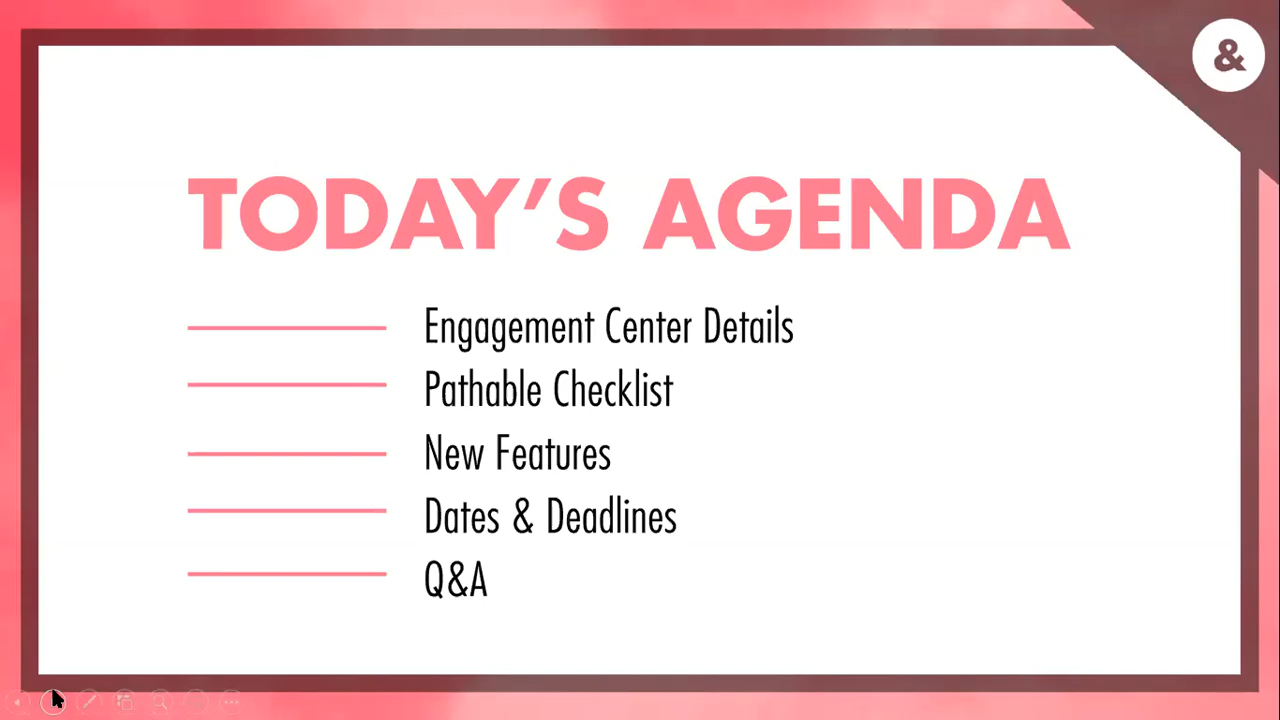 &
TODAY'S AGENDA
Engagement Center Details
Pathable Checklist
New Features
Dates & Deadlines
Q&A